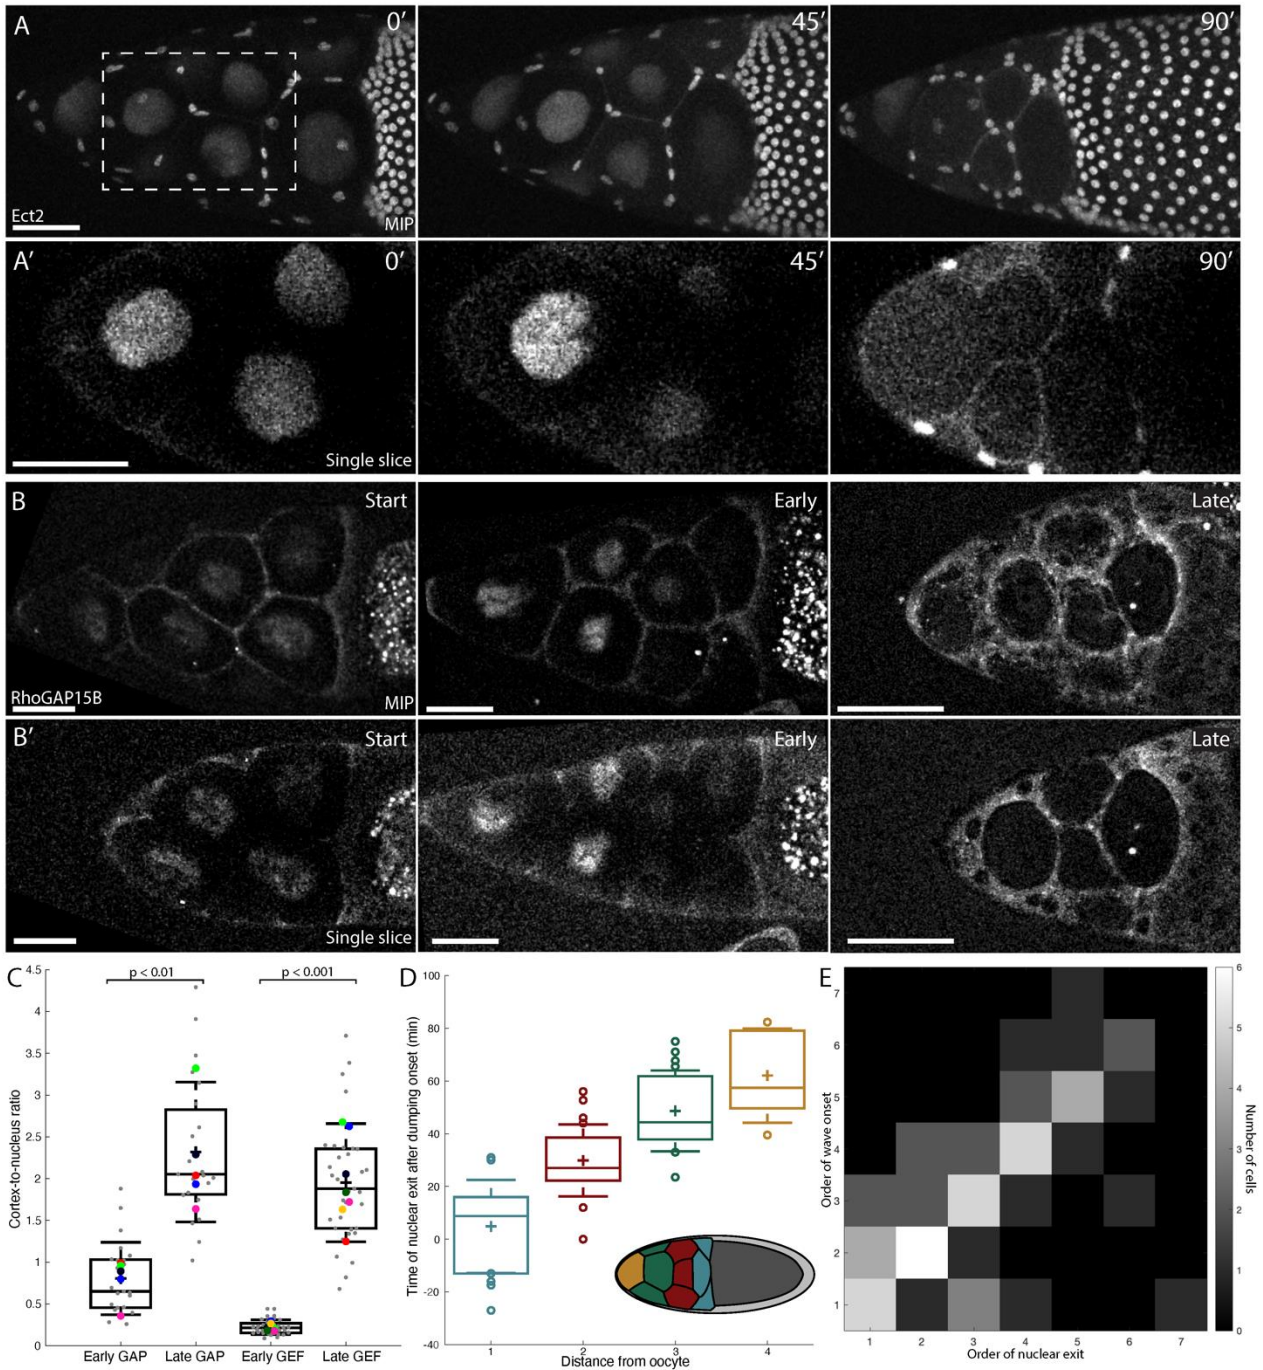 A
0′
45′
90′
Ect2
MIP
A′
0′
45′
90′
Single slice
B
Start
Early
Late
RhoGAP15B
MIP
B′
Start
Early
Late
Single slice
C
p < 0.01
p < 0.001
4.5
4
3.5
3
2.5
2
1.5
1
0.5
0
Cortex-to-nucleus ratio
Early GAP
Late GAP
Early GEF
Late GEF
D
100
80
60
40
20
0
-20
-40
Time of nuclear exit after dumping onset (min)
1
2
3
4
Distance from oocyte
E
7
6
5
4
3
2
1
Order of wave onset
1
2
3
4
5
6
7
Order of nuclear exit
6
5
4
3
2
1
0
Number of cells